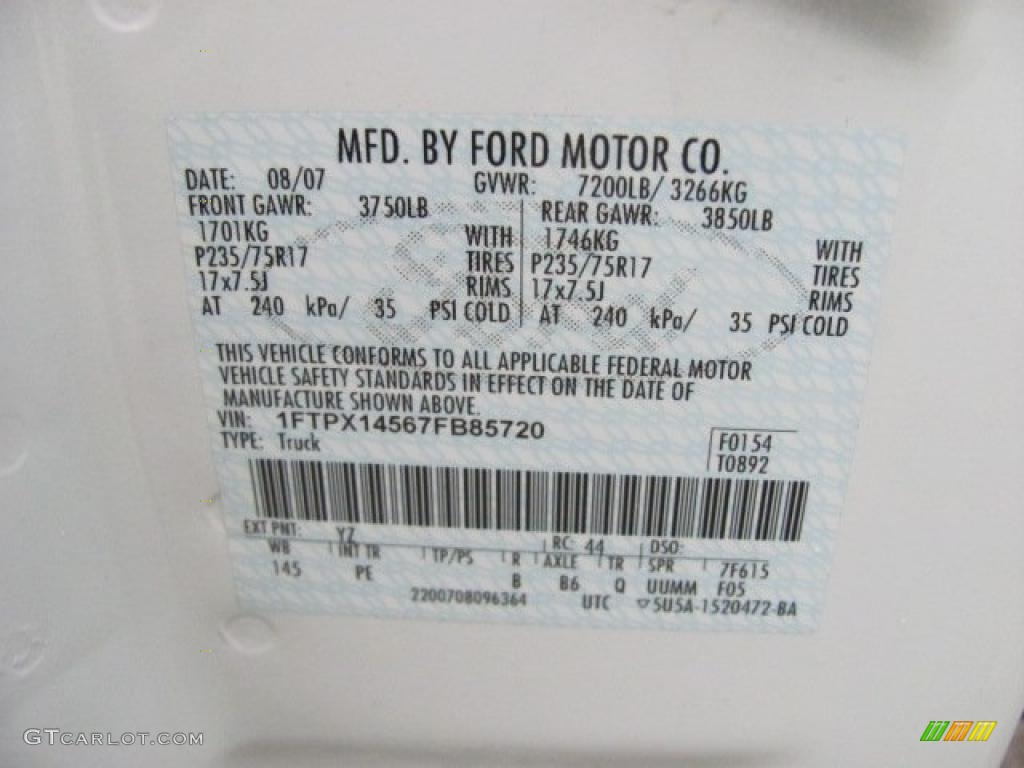 MFD. BY FORD MOTOR CO.
DATE: 08/07 GVWR: 7200LB/ 3266KG
FRONT GAWR: 3750LB REAR GAWR: 3850LB
1701KG WITH 1746KG WITH
P235/75R17 TIRES P235/75R17 TIRES
17x7.5J RIMS 17x7.5J RIMS
AT 240 kPa/ 35 PSI COLD AT 240 kPa/ 35 PSI COLD
THIS VEHICLE CONFORMS TO ALL APPLICABLE FEDERAL MOTOR
VEHICLE SAFETY STANDARDS IN EFFECT ON THE DATE OF
MANUFACTURE SHOWN ABOVE.
VIN: 1FTPX14567FB85720
TYPE: Truck
F0154
T0892
EXT PNT: YZ RC: 44 DSO:
WB INT TR TP/PS R AXLE TR SPR 7F615
145 PE B B6 Q UUMM F05
2200708096364 UTC ▽5U5A-1520472-BA
GTCARLOT.COM